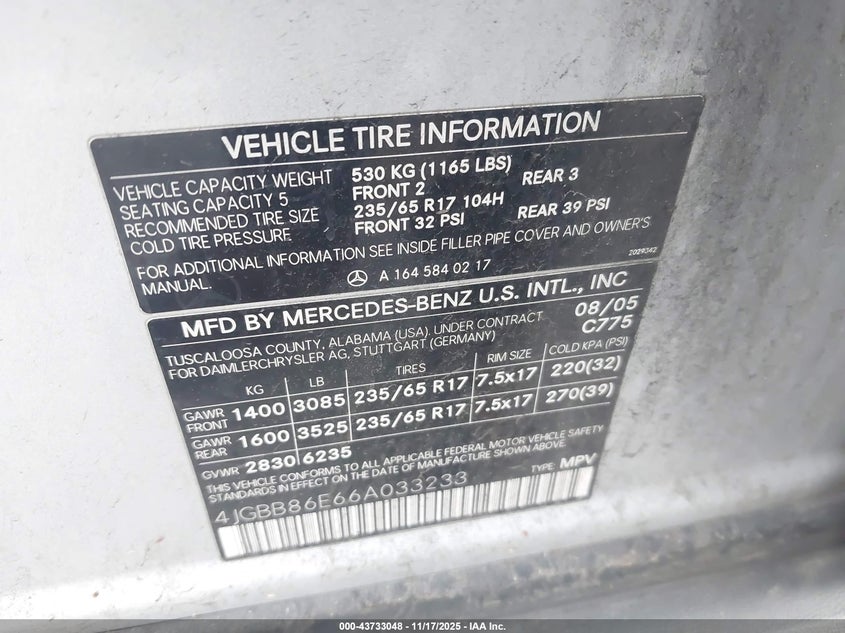 VEHICLE TIRE INFORMATION
VEHICLE CAPACITY WEIGHT 530 KG (1165 LBS)
SEATING CAPACITY 5 FRONT 2 REAR 3
RECOMMENDED TIRE SIZE 235/65 R17 104H
COLD TIRE PRESSURE FRONT 32 PSI REAR 39 PSI
FOR ADDITIONAL INFORMATION SEE INSIDE FILLER PIPE COVER AND OWNER'S
MANUAL.
2029342
A 164 584 02 17
MFD BY MERCEDES-BENZ U.S. INTL., INC
TUSCALOOSA COUNTY, ALABAMA (USA). UNDER CONTRACT 08/05
FOR DAIMLERCHRYSLER AG, STUTTGART (GERMANY) C775
KG LB TIRES RIM SIZE COLD KPA (PSI)
GAWR FRONT 1400 3085 235/65 R17 7.5x17 220(32)
GAWR REAR 1600 3525 235/65 R17 7.5x17 270(39)
GVWR 2830 6235
THIS VEHICLE CONFORMS TO ALL APPLICABLE FEDERAL MOTOR VEHICLE SAFETY
STANDARDS IN EFFECT ON THE DATE OF MANUFACTURE SHOWN ABOVE.
4JGBB86E66A033233 TYPE: MPV
000-43733048 - 11/17/2025 - IAA Inc.